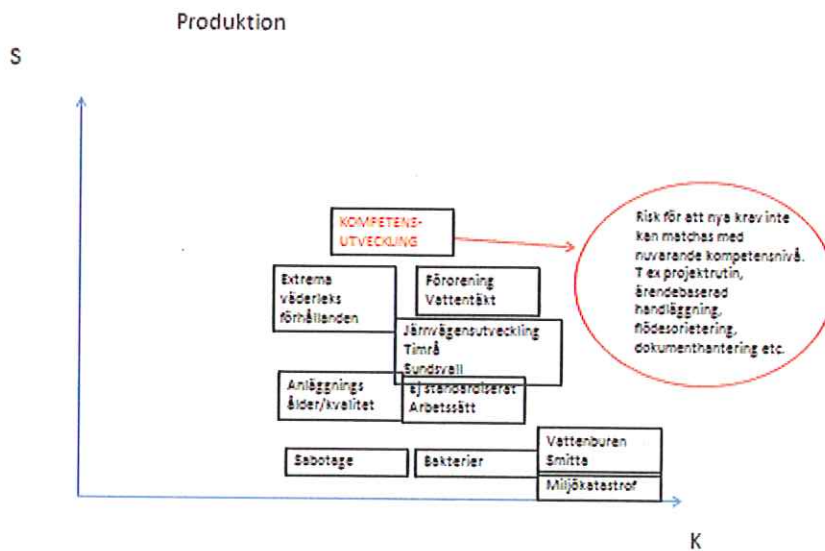 Produktion
S
KOMPETENS-
UTVECKLING
Risk för att nya krav inte
kan matchas med
nuvarande kompetensnivå.
T ex projektrutin,
ärendebaserad
handläggning,
flödesorietering,
dokumenthantering etc.
Extrema
väderleks
förhållanden
Förorening
Vattentäkt
Järnvägensutveckling
Timrå
Sundsvall
Anläggnings
ålder/kvalitet
Ej standardiserat
Arbetssätt
Sabotage
Bakterier
Vattenburen
Smitta
Miljökatastrof
K